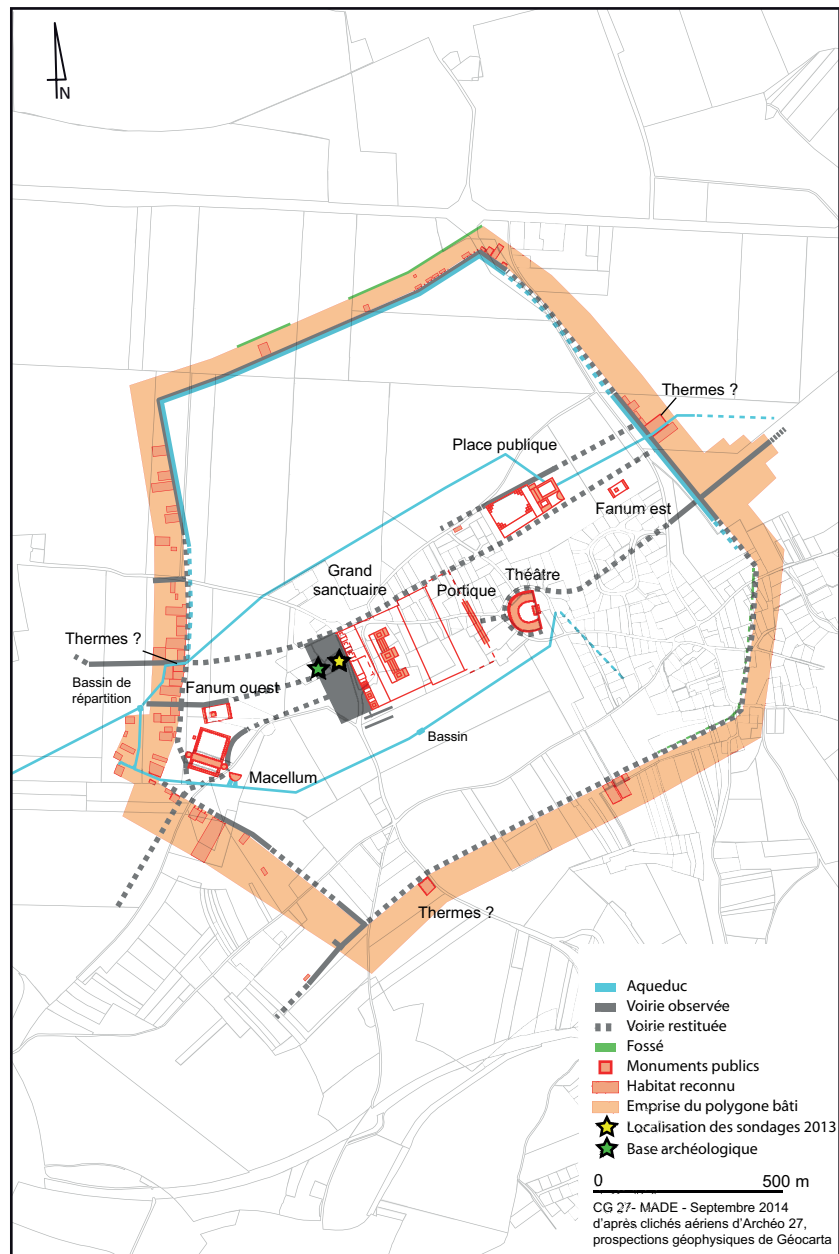 N
Thermes ?
Place publique
Fanum est
Grand
sanctuaire
Portique
Théâtre
Thermes ?
Bassin de
répartition
Fanum ouest
Bassin
Macellum
Thermes ?
Aqueduc
Voirie observée
Voirie restituée
Fossé
Monuments publics
Habitat reconnu
Emprise du polygone bâti
Localisation des sondages 2013
Base archéologique
0 500 m
CG 27- MADE - Septembre 2014
d'après clichés aériens d'Archéo 27,
prospections géophysiques de Géocarta